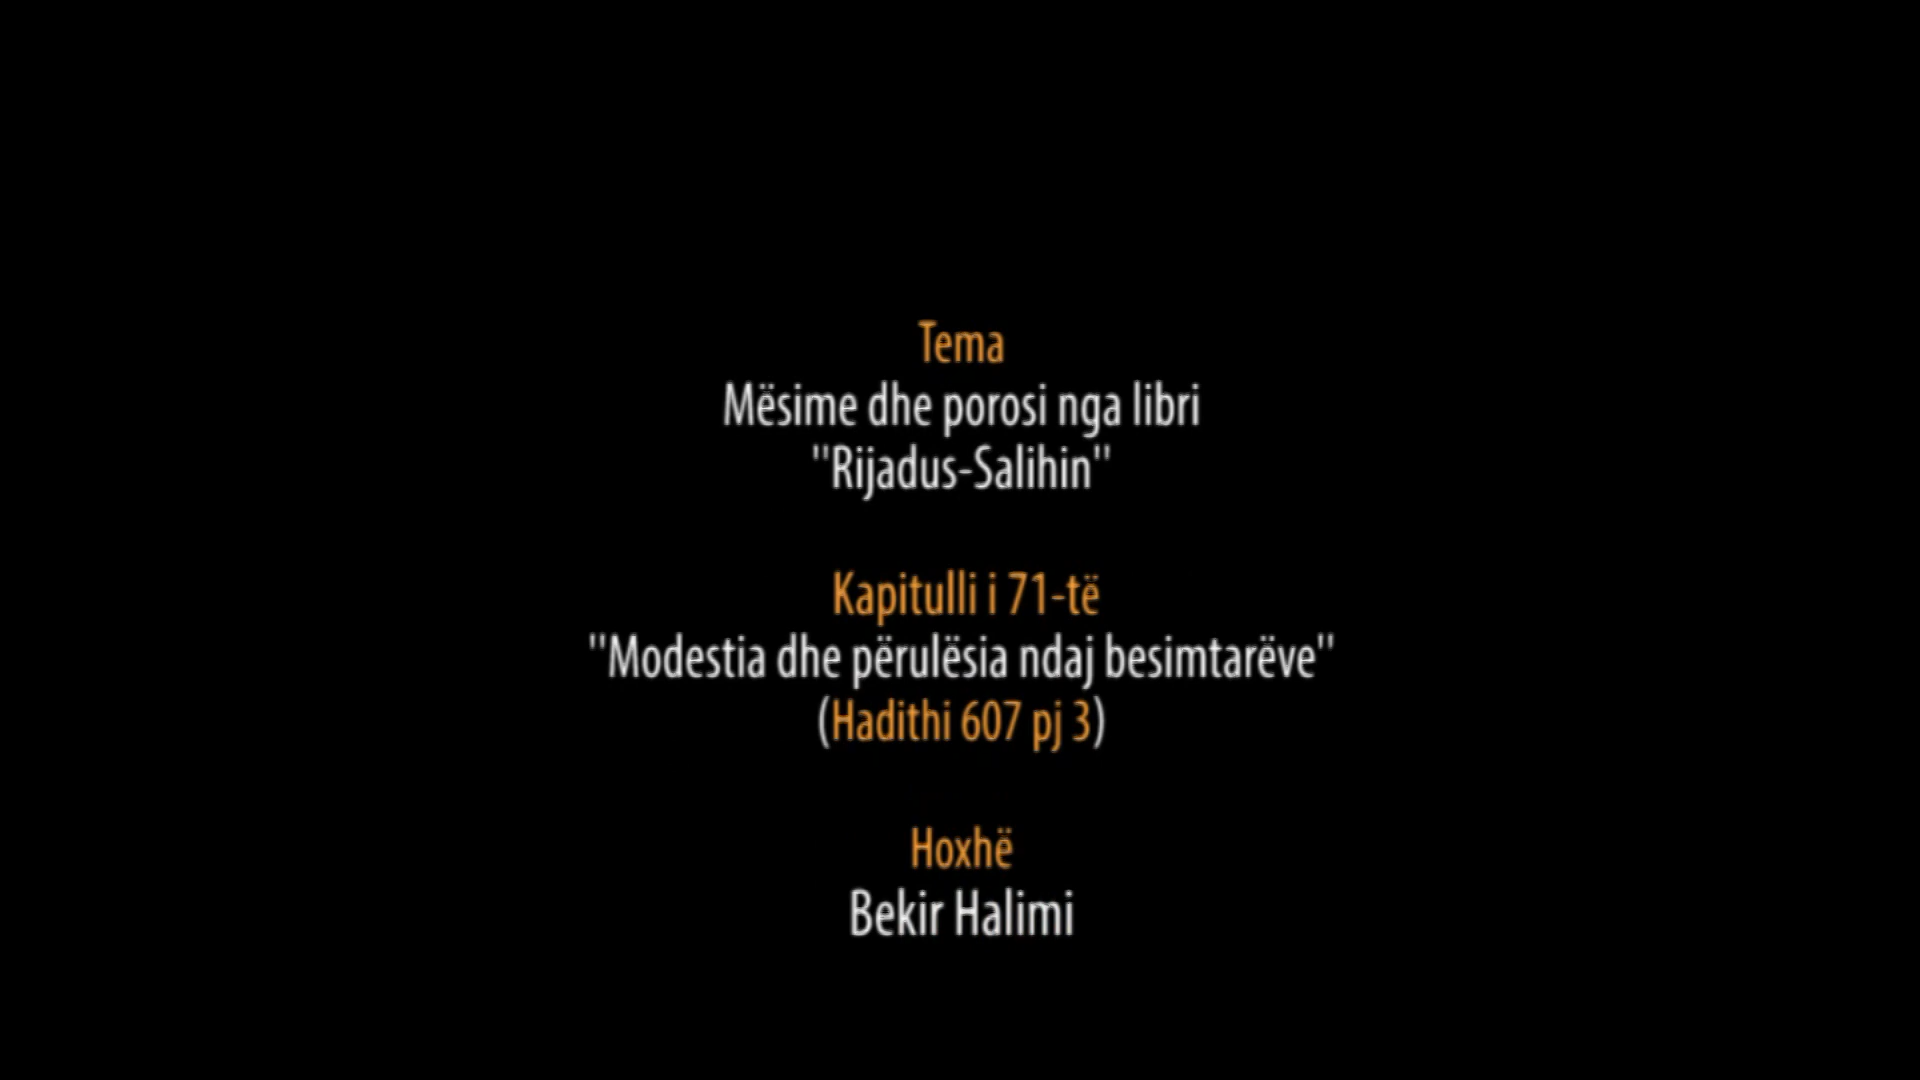 Tema
Mësime dhe porosi nga libri
"Rijadus-Salihin"
Kapitulli i 71-të
"Modestia dhe përulësia ndaj besimtarëve"
(Hadithi 607 pj 3)
Hoxhë
Bekir Halimi